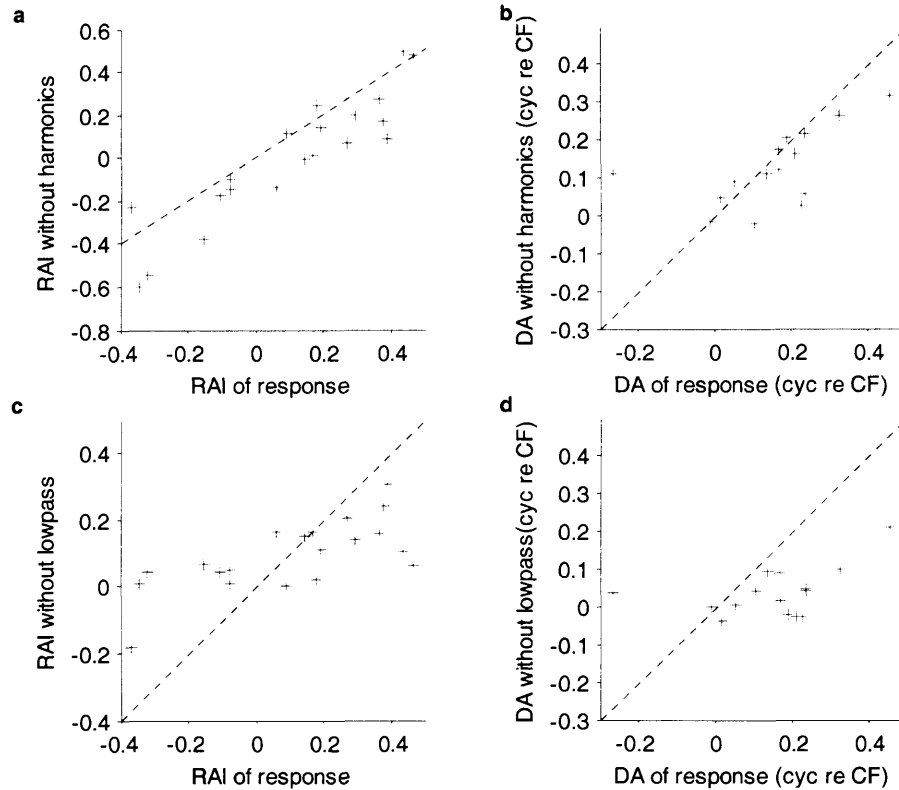 a
0.6
0.4
0.2
0
-0.2
-0.4
-0.6
-0.8
-0.4 -0.2 0 0.2 0.4
RAI without harmonics
RAI of response
b
0.4
0.3
0.2
0.1
0
-0.1
-0.2
-0.3
-0.2 0 0.2 0.4
DA without harmonics (cyc re CF)
DA of response (cyc re CF)
c
0.4
0.2
0
-0.2
-0.4
-0.4 -0.2 0 0.2 0.4
RAI without lowpass
RAI of response
d
0.4
0.3
0.2
0.1
0
-0.1
-0.2
-0.3
-0.2 0 0.2 0.4
DA without lowpass(cyc re CF)
DA of response (cyc re CF)